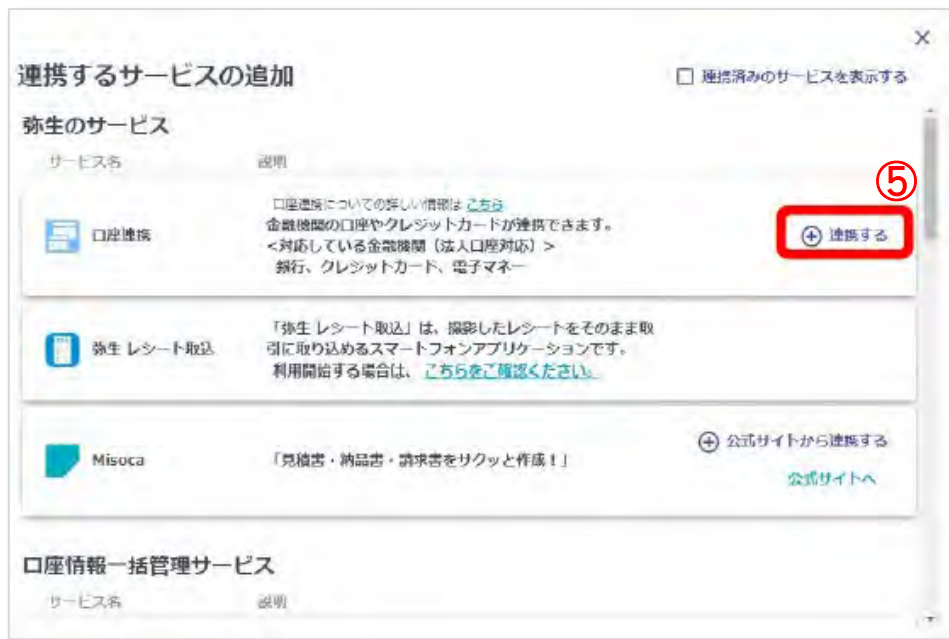 ×
連携するサービスの追加
□ 連携済みのサービスを表示する
弥生のサービス
サービス名 説明
⑤
口座連携
口座連携についての詳しい情報は こちら
金融機関の口座やクレジットカードが連携できます。
<対応している金融機関（法人口座対応）>
銀行、クレジットカード、電子マネー
連携する
弥生 レシート取込
「弥生 レシート取込」は、撮影したレシートをそのまま取
引に取り込めるスマートフォンアプリケーションです。
利用開始する場合は、 こちらをご確認ください。
Misoca
「見積書・納品書・請求書をサクッと作成！」
公式サイトから連携する
公式サイトへ
口座情報一括管理サービス
サービス名 説明